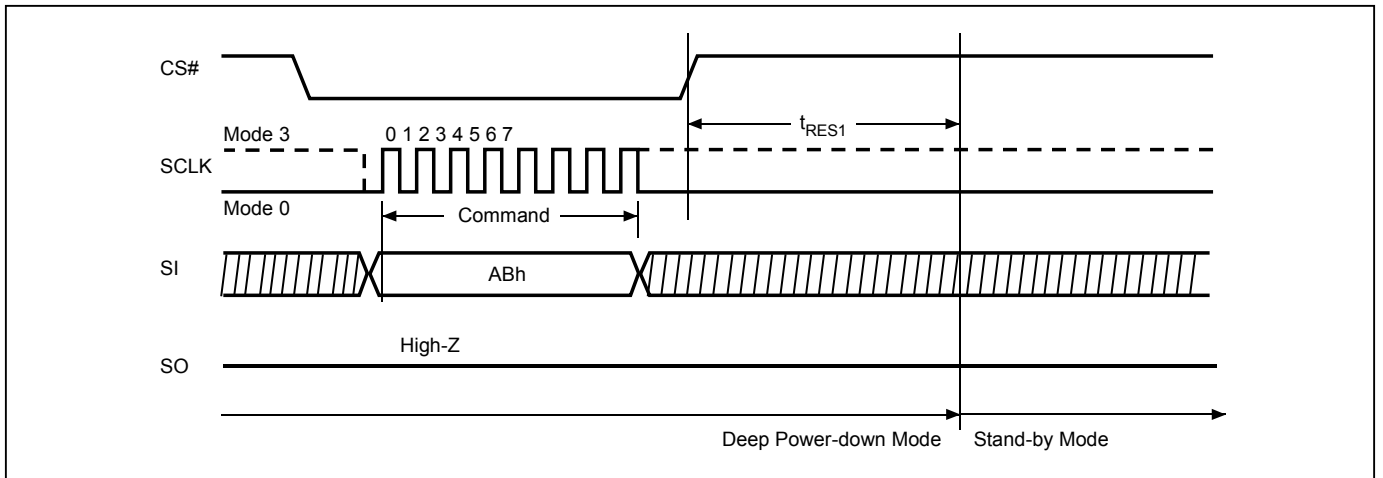 CS#
tRES1
Mode 3
0 1 2 3 4 5 6 7
SCLK
Mode 0
Command
SI
ABh
High-Z
SO
Deep Power-down Mode
Stand-by Mode